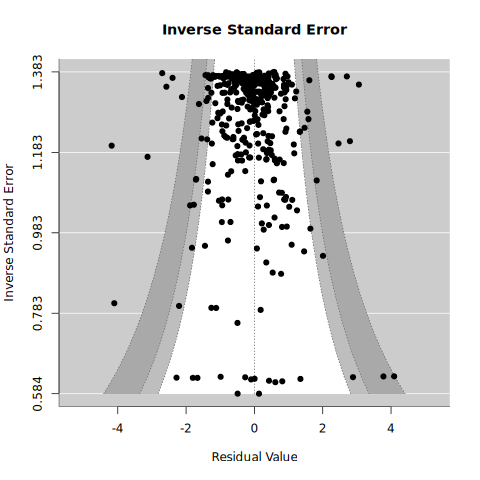 Inverse Standard Error
1.383
1.183
0.983
0.783
0.584
Inverse Standard Error
-4 -2 0 2 4
Residual Value